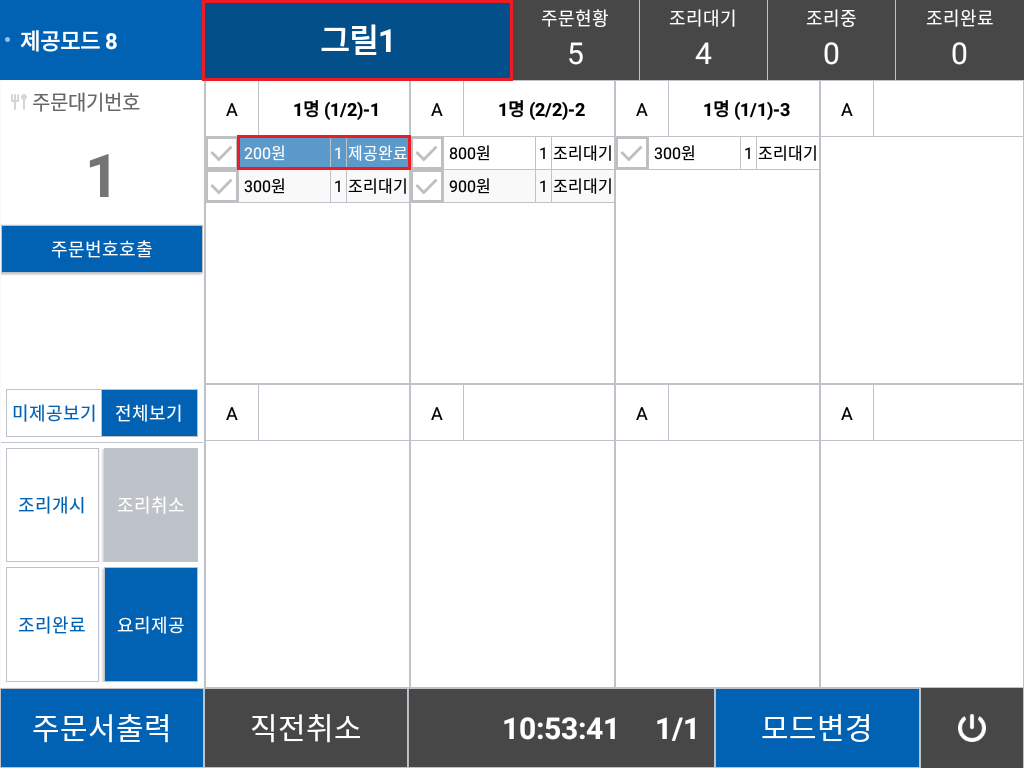 제공모드 8
그릴1
주문현황
5
조리대기
4
조리중
0
조리완료
0
주문대기번호
1
주문번호호출
미제공보기 전체보기
조리개시 조리취소
조리완료 요리제공
A 1명 (1/2)-1
200원 1 제공완료
300원 1 조리대기
A 1명 (2/2)-2
800원 1 조리대기
900원 1 조리대기
A 1명 (1/1)-3
300원 1 조리대기
A
A
A
A
A
주문서출력 직전취소 10:53:41 1/1 모드변경